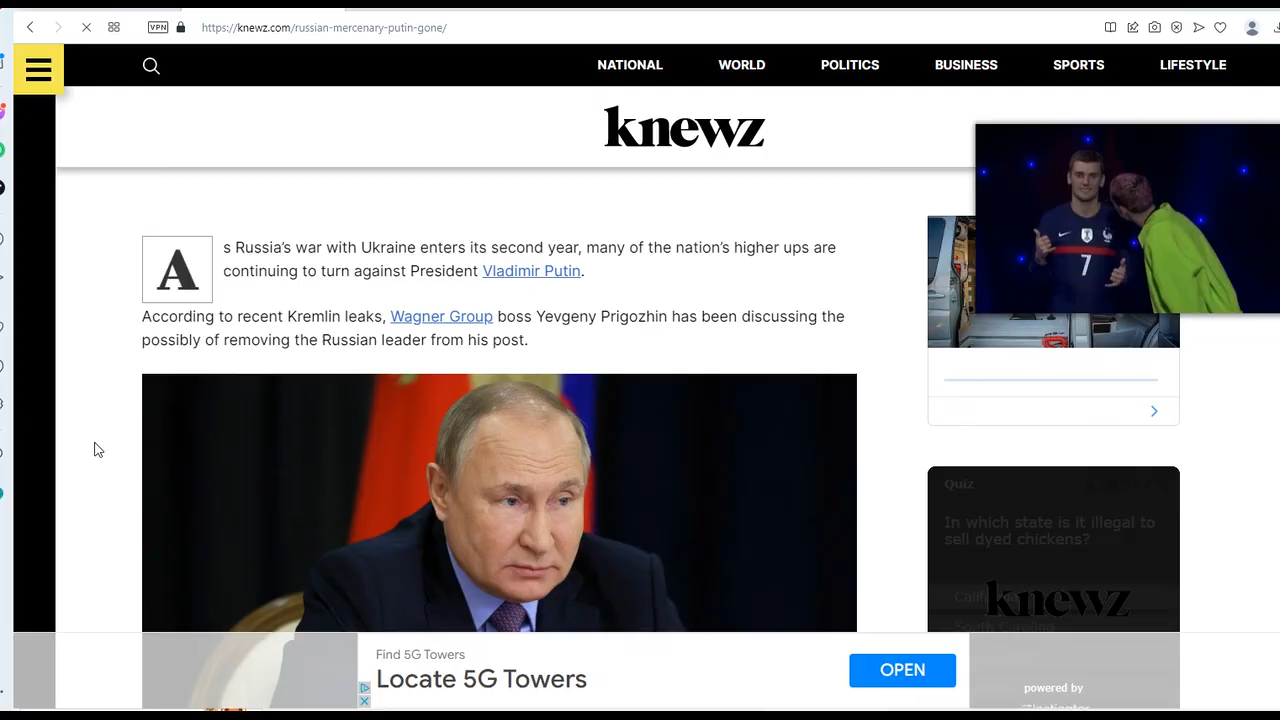 VPN
https://knewz.com/russian-mercenary-putin-gone/
NATIONAL WORLD POLITICS BUSINESS SPORTS LIFESTYLE
knewz
7
As Russia’s war with Ukraine enters its second year, many of the nation’s higher ups are
continuing to turn against President Vladimir Putin.
According to recent Kremlin leaks, Wagner Group boss Yevgeny Prigozhin has been discussing the
possibly of removing the Russian leader from his post.
Quiz
In which state is it illegal to
sell dyed chickens?
knewz
Find 5G Towers
Locate 5G Towers
OPEN
powered by